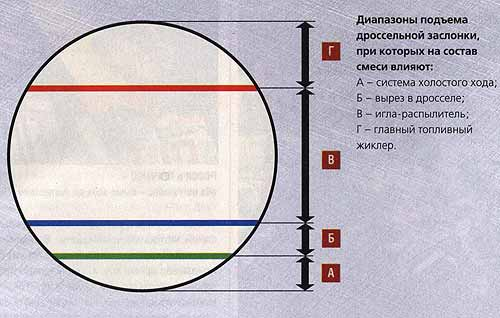 Диапазоны подъема
дроссельной заслонки,
при которых на состав
смеси влияют:
А – система холостого хода;
Б – вырез в дросселе;
В – игла-распылитель;
Г – главный топливный
жиклер.
Г
В
Б
А